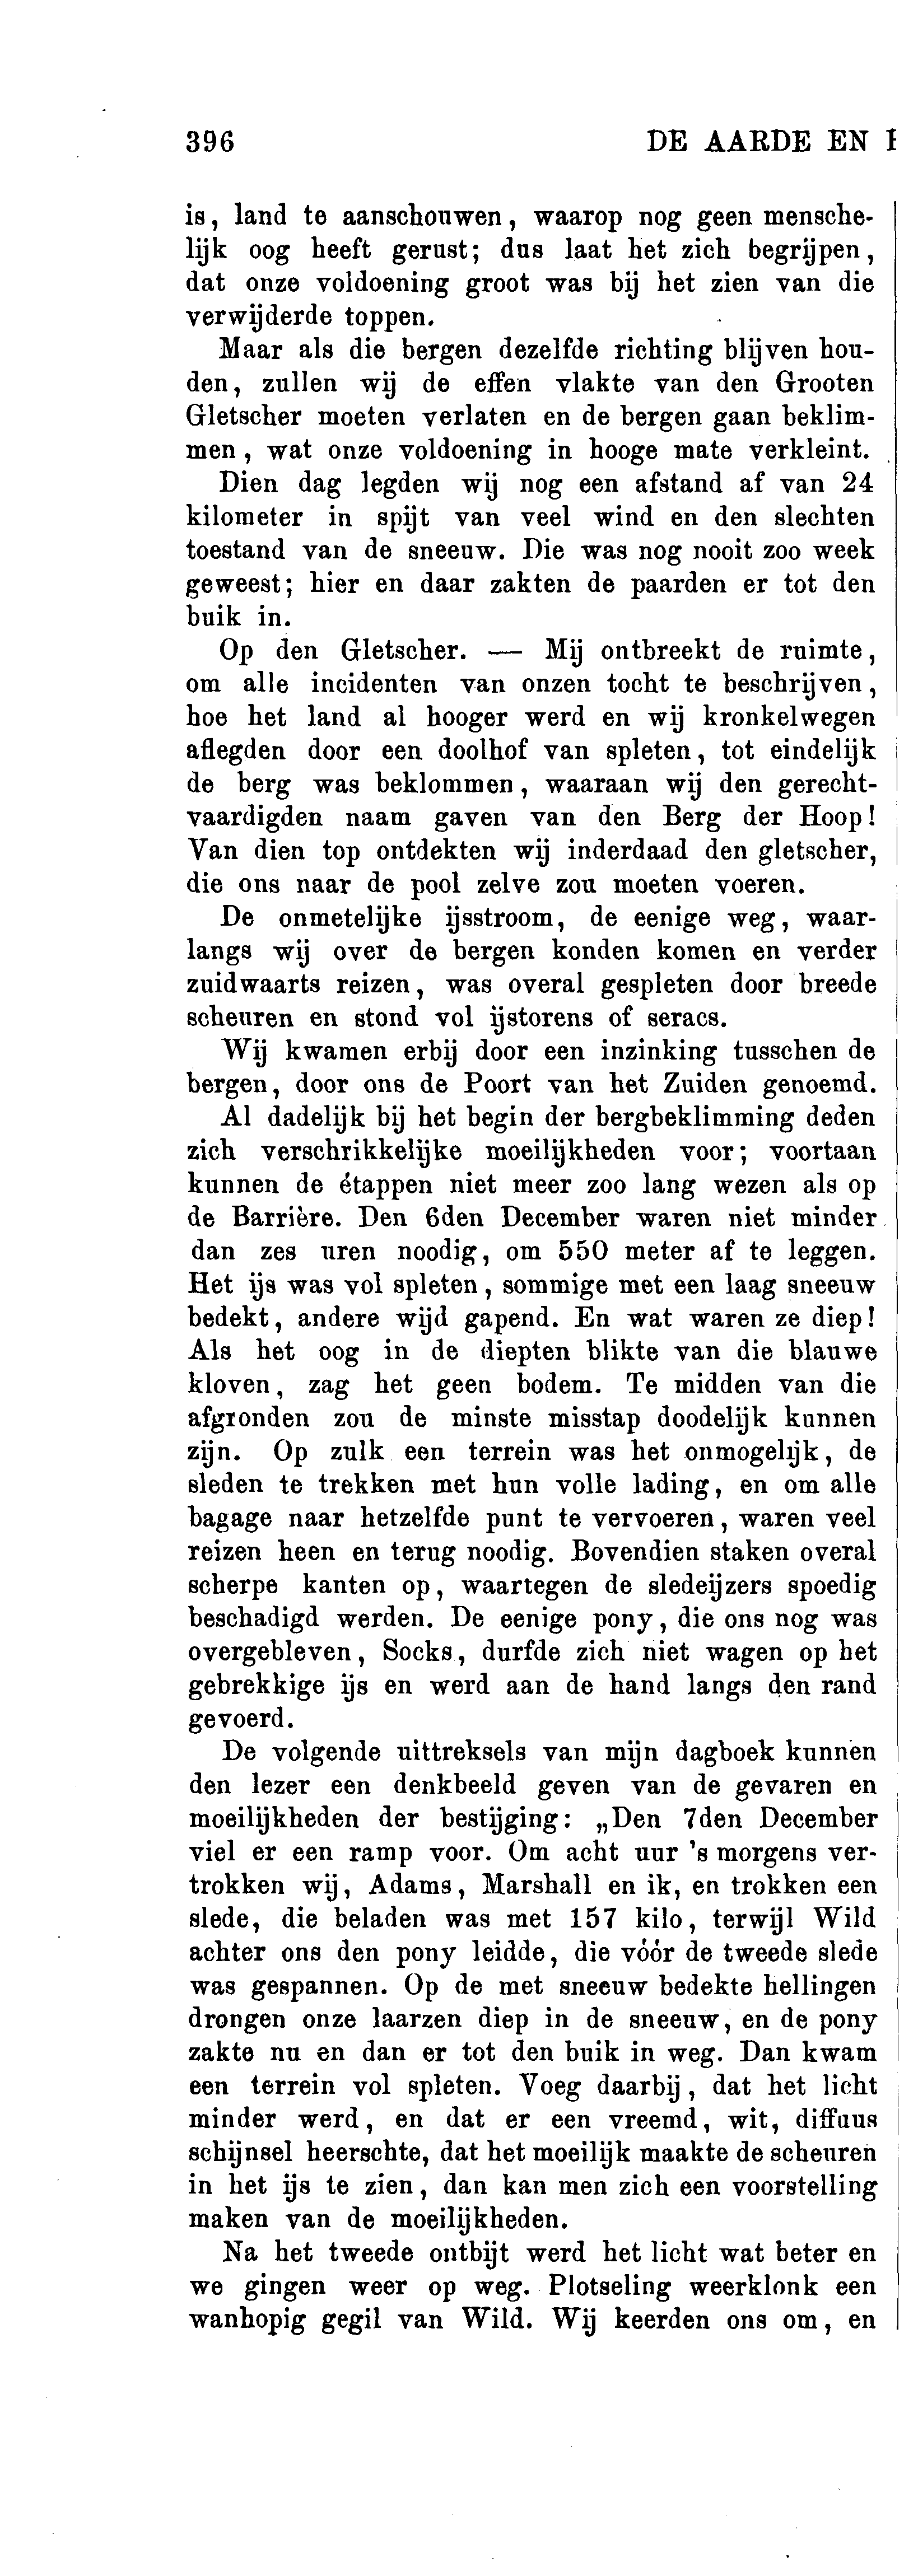 396 DE AARDE EN
is, land te aanschouwen, waarop nog geen mensche-
lijk oog heeft gerust; dus laat het zich begrijpen,
dat onze voldoening groot was bij het zien van die
verwijderde toppen.
Maar als die bergen dezelfde richting blijven hou-
den, zullen wij de effen vlakte van den Grooten
Gletscher moeten verlaten en de bergen gaan beklim-
men, wat onze voldoening in hooge mate verkleint.
Dien dag legden wij nog een afstand af van 24
kilometer in spijt van veel wind en den slechten
toestand van de sneeuw. Die was nog nooit zoo week
geweest; hier en daar zakten de paarden er tot den
buik in.
Op den Gletscher. — Mij ontbreekt de ruimte,
om alle incidenten van onzen tocht te beschrijven,
hoe het land al hooger werd en wij kronkelwegen
aflegden door een doolhof van spleten, tot eindelijk
de berg was beklommen, waaraan wij den gerecht-
vaardigden naam gaven van den Berg der Hoop!
Van dien top ontdekten wij inderdaad den gletscher,
die ons naar de pool zelve zou moeten voeren.
De onmetelijke ijsstroom, de eenige weg, waar-
langs wij over de bergen konden komen en verder
zuidwaarts reizen, was overal gespleten door breede
scheuren en stond vol ijstorens of seracs.
Wij kwamen erbij door een inzinking tusschen de
bergen, door ons de Poort van het Zuiden genoemd.
Al dadelijk bij het begin der bergbeklimming deden
zich verschrikkelijke moeilijkheden voor; voortaan
kunnen de étappen niet meer zoo lang wezen als op
de Barrière. Den 6den December waren niet minder
dan zes uren noodig, om 550 meter af te leggen.
Het ijs was vol spleten, sommige met een laag sneeuw
bedekt, andere wijd gapend. En wat waren ze diep!
Als het oog in de diepten blikte van die blauwe
kloven, zag het geen bodem. Te midden van die
afgronden zou de minste misstap doodelijk kunnen
zijn. Op zulk een terrein was het onmogelijk, de
sleden te trekken met hun volle lading, en om alle
bagage naar hetzelfde punt te vervoeren, waren veel
reizen heen en terug noodig. Bovendien staken overal
scherpe kanten op, waartegen de sledeijzers spoedig
beschadigd werden. De eenige pony, die ons nog was
overgebleven, Socks, durfde zich niet wagen op het
gebrekkige ijs en werd aan de hand langs den rand
gevoerd.
De volgende uittreksels van mijn dagboek kunnen
den lezer een denkbeeld geven van de gevaren en
moeilijkheden der bestijging: „Den 7den December
viel er een ramp voor. Om acht uur 's morgens ver-
trokken wij, Adams, Marshall en ik, en trokken een
slede, die beladen was met 157 kilo, terwijl Wild
achter ons den pony leidde, die vóór de tweede slede
was gespannen. Op de met sneeuw bedekte hellingen
drongen onze laarzen diep in de sneeuw, en de pony
zakte nu en dan er tot den buik in weg. Dan kwam
een terrein vol spleten. Voeg daarbij, dat het licht
minder werd, en dat er een vreemd, wit, diffuus
schijnsel heerschte, dat het moeilijk maakte de scheuren
in het ijs te zien, dan kan men zich een voorstelling
maken van de moeilijkheden.
Na het tweede ontbijt werd het licht wat beter en
we gingen weer op weg. Plotseling weerklonk een
wanhopig gegil van Wild. Wij keerden ons om, en